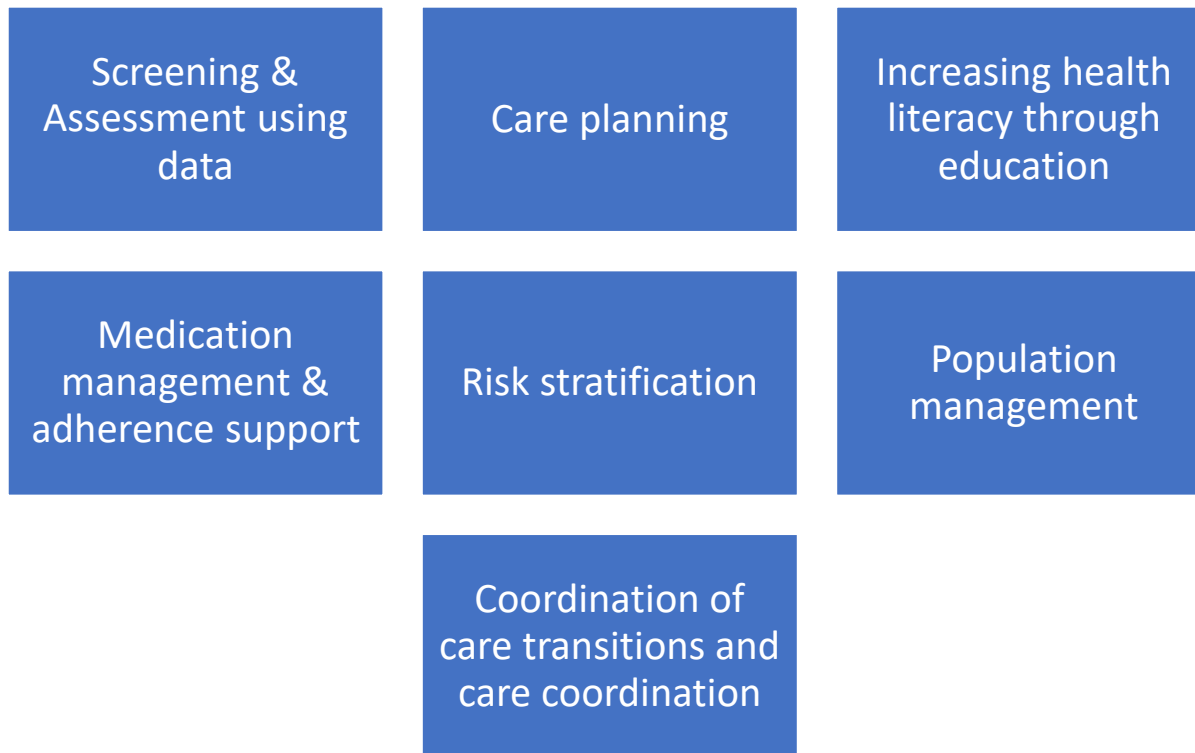 Screening &
Assessment using
data
Care planning
Increasing health
literacy through
education
Medication
management &
adherence support
Risk stratification
Population
management
Coordination of
care transitions and
care coordination